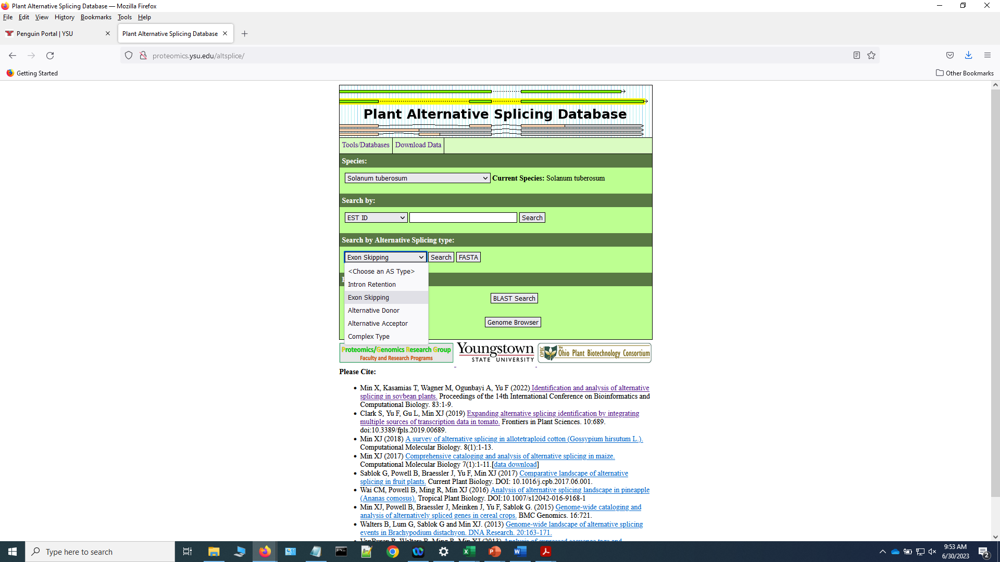 Plant Alternative Splicing Database — Mozilla Firefox
File Edit View History Bookmarks Tools Help
Penguin Portal | YSU
Plant Alternative Splicing Database
proteomics.ysu.edu/altsplice/
Getting Started
Other Bookmarks
Plant Alternative Splicing Database
Tools/Databases Download Data
Species:
Solanum tuberosum Current Species: Solanum tuberosum
Search by:
EST ID Search
Search by Alternative Splicing type:
Exon Skipping Search FASTA
<Choose an AS Type>
Intron Retention
Exon Skipping
Alternative Donor
Alternative Acceptor
Complex Type
BLAST Search
Genome Browser
Proteomics/Genomics Research Group
Faculty and Research Programs
Youngstown
STATE UNIVERSITY
OPBC the Ohio Plant Biotechnology Consortium
Please Cite:
Min X, Kasamias T, Wagner M, Ogunbayi A, Yu F (2022) Identification and analysis of alternative
splicing in soybean plants. Proceedings of the 14th International Conference on Bioinformatics and
Computational Biology. 83:1-9.
Clark S, Yu F, Gu L, Min XJ (2019) Expanding alternative splicing identification by integrating
multiple sources of transcription data in tomato. Frontiers in Plant Sciences. 10:689.
doi:10.3389/fpls.2019.00689.
Min XJ (2018) A survey of alternative splicing in allotetraploid cotton (Gossypium hirsutum L.).
Computational Molecular Biology. 8(1):1-13.
Min XJ (2017) Comprehensive cataloging and analysis of alternative splicing in maize.
Computational Molecular Biology 7(1):1-11.[data download]
Sablok G, Powell B, Braessler J, Yu F, Min XJ (2017) Comparative landscape of alternative
splicing in fruit plants. Current Plant Biology. DOI: 10.1016/j.cpb.2017.06.001.
Wai CM, Powell B, Ming R, Min XJ (2016) Analysis of alternative splicing landscape in pineapple
(Ananas comosus). Tropical Plant Biology. DOI:10.1007/s12042-016-9168-1
Min XJ, Powell B, Braessler J, Meinken J, Yu F, Sablok G. (2015) Genome-wide cataloging and
analysis of alternatively spliced genes in cereal crops. BMC Genomics. 16:721.
Walters B, Lum G, Sablok G and Min XJ. (2013) Genome-wide landscape of alternative splicing
events in Brachypodium distachyon. DNA Research. 20:163-171.
VanBuren R, Walters B, Ming R, Min XJ (2013) Analysis of expressed sequence tags and
Type here to search
9:53 AM
6/30/2023
2